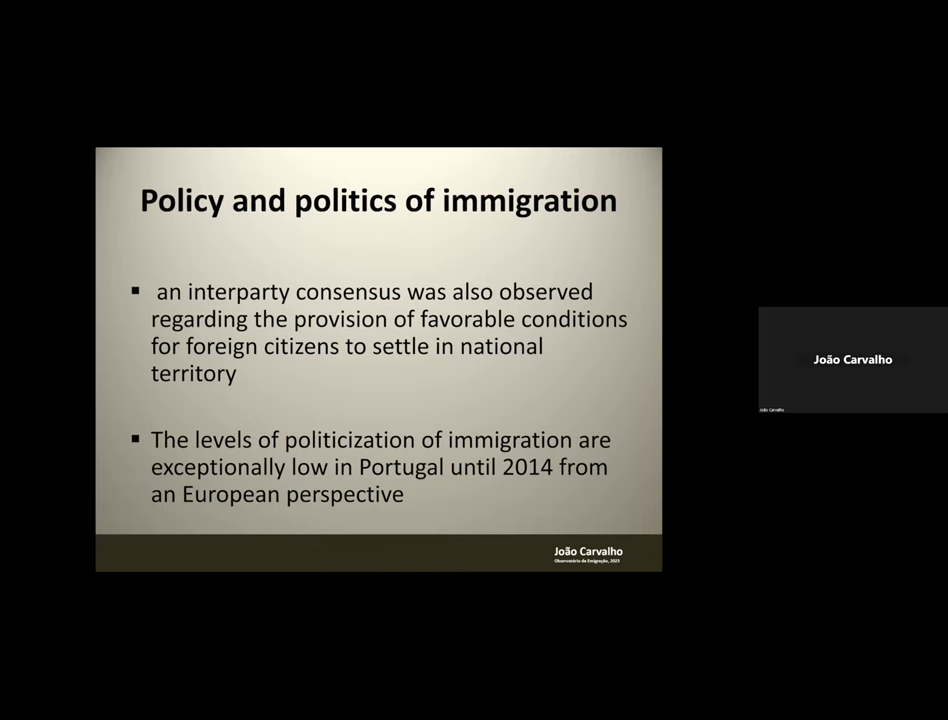 Policy and politics of immigration
▪ an interparty consensus was also observed
regarding the provision of favorable conditions
for foreign citizens to settle in national
territory
▪ The levels of politicization of immigration are
exceptionally low in Portugal until 2014 from
an European perspective
João Carvalho
Observatório da Emigração, 2023
João Carvalho
João Carvalho